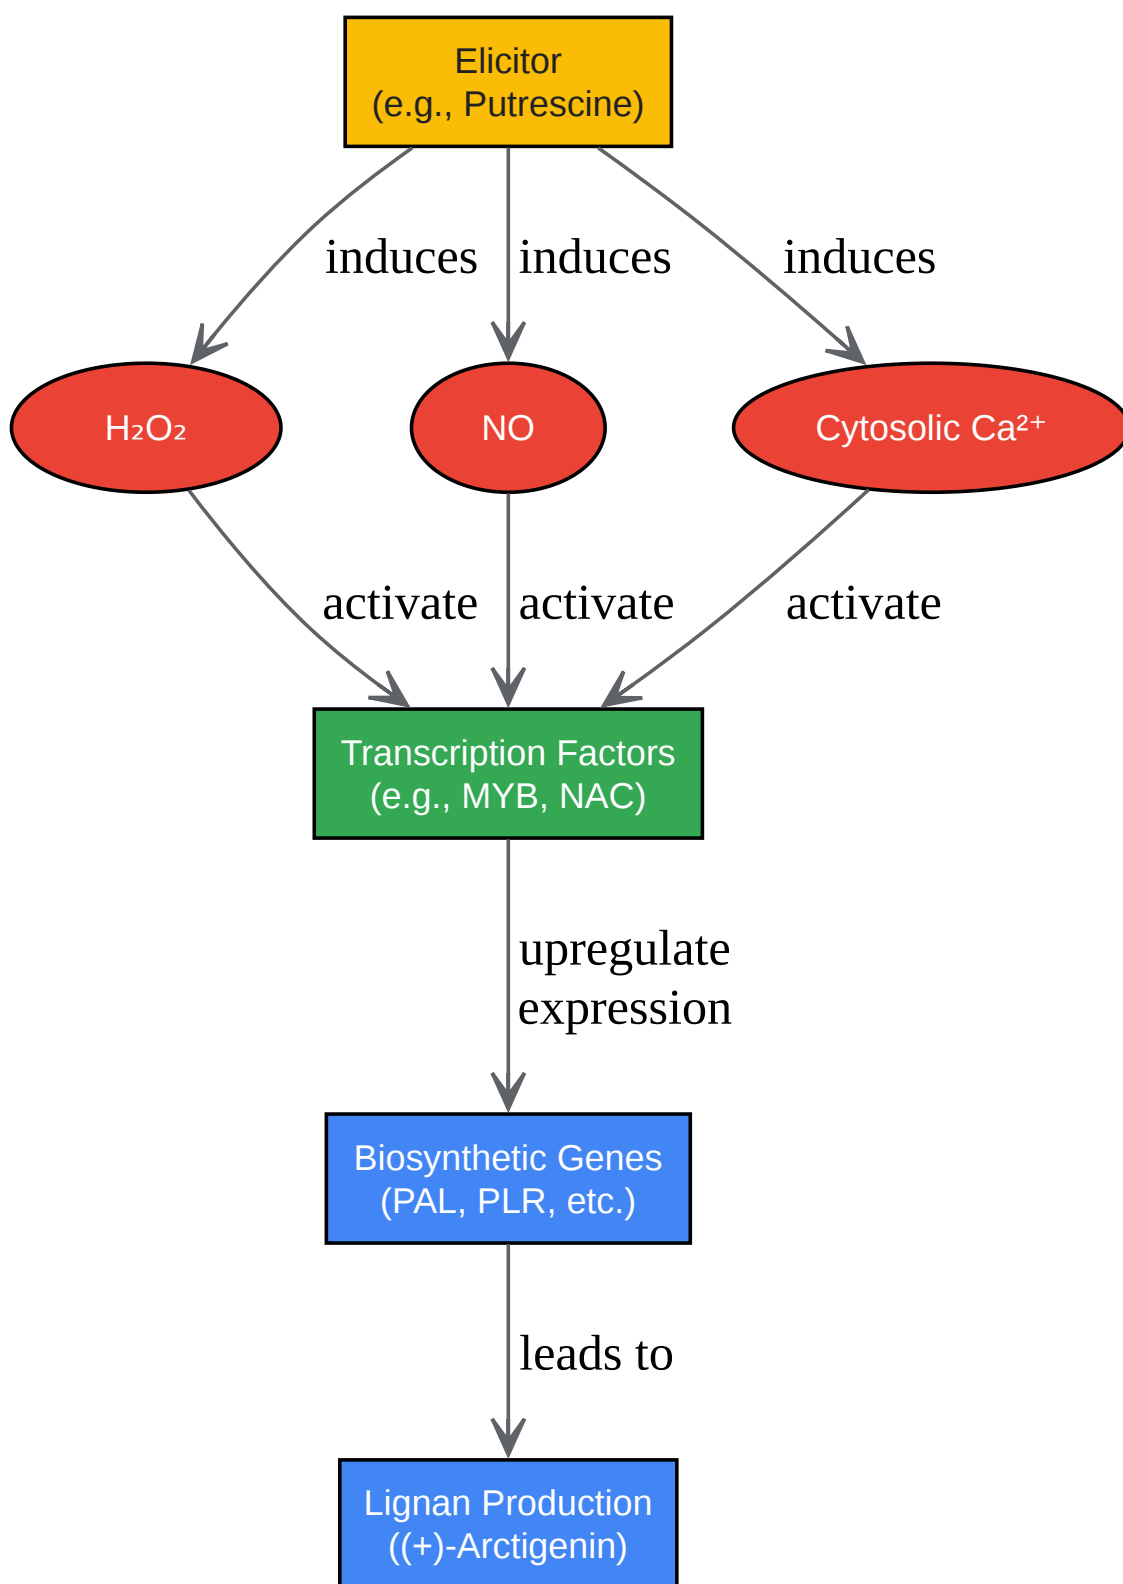 Elicitor
(e.g., Putrescine)
induces
induces
induces
H₂O₂
NO
Cytosolic Ca²⁺
activate
activate
activate
Transcription Factors
(e.g., MYB, NAC)
upregulate
expression
Biosynthetic Genes
(PAL, PLR, etc.)
leads to
Lignan Production
((+)-Arctigenin)